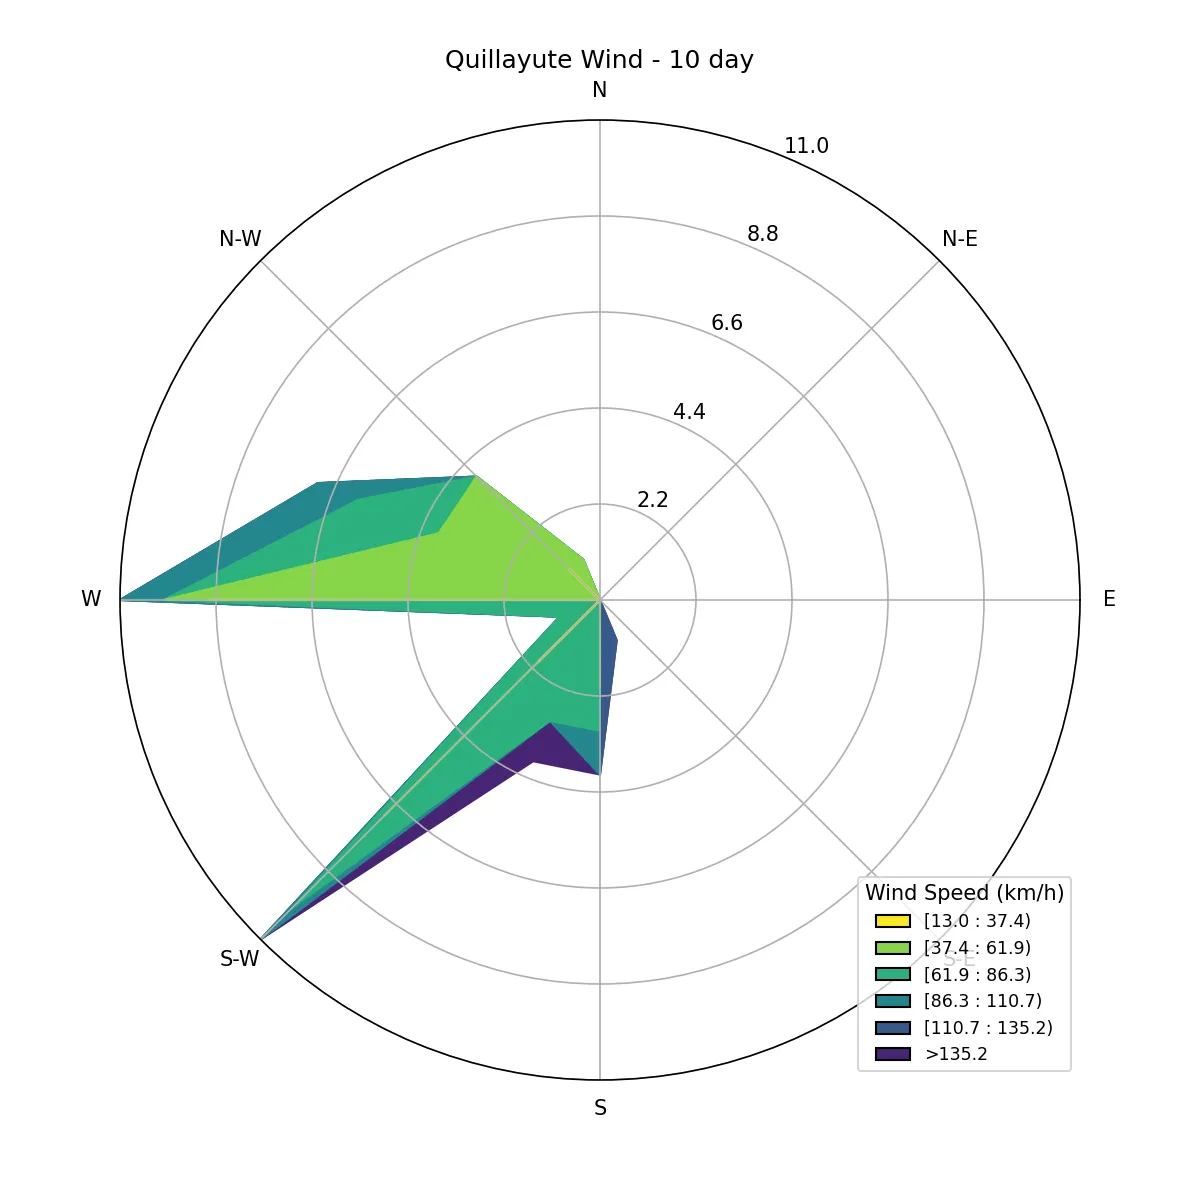 Quillayute Wind - 10 day
N
11.0
N-W
8.8
N-E
6.6
4.4
2.2
W
E
S-W
S-E
S
Wind Speed (km/h)
[13.0 : 37.4)
[37.4 : 61.9)
[61.9 : 86.3)
[86.3 : 110.7)
[110.7 : 135.2)
>135.2